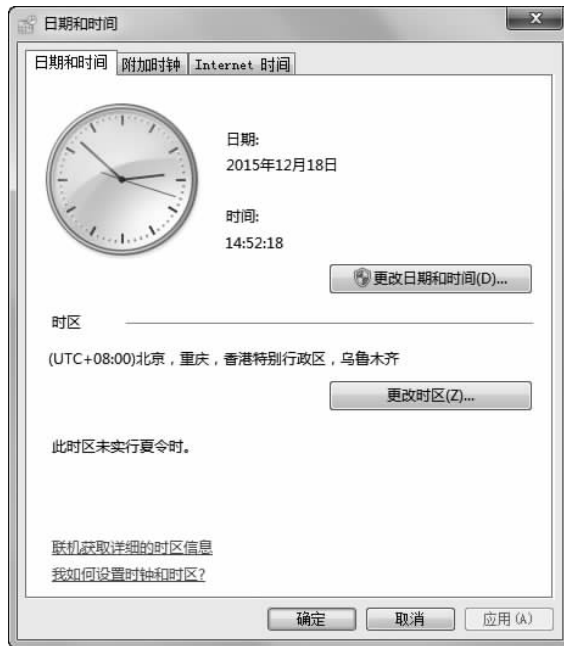 日期和时间
日期和时间 附加时钟 Internet 时间
日期:
2015年12月18日
时间:
14:52:18
更改日期和时间(D)...
时区
(UTC+08:00)北京，重庆，香港特别行政区，乌鲁木齐
更改时区(Z)...
此时区未实行夏令时。
联机获取详细的时区信息
我如何设置时钟和时区?
确定 取消 应用(A)